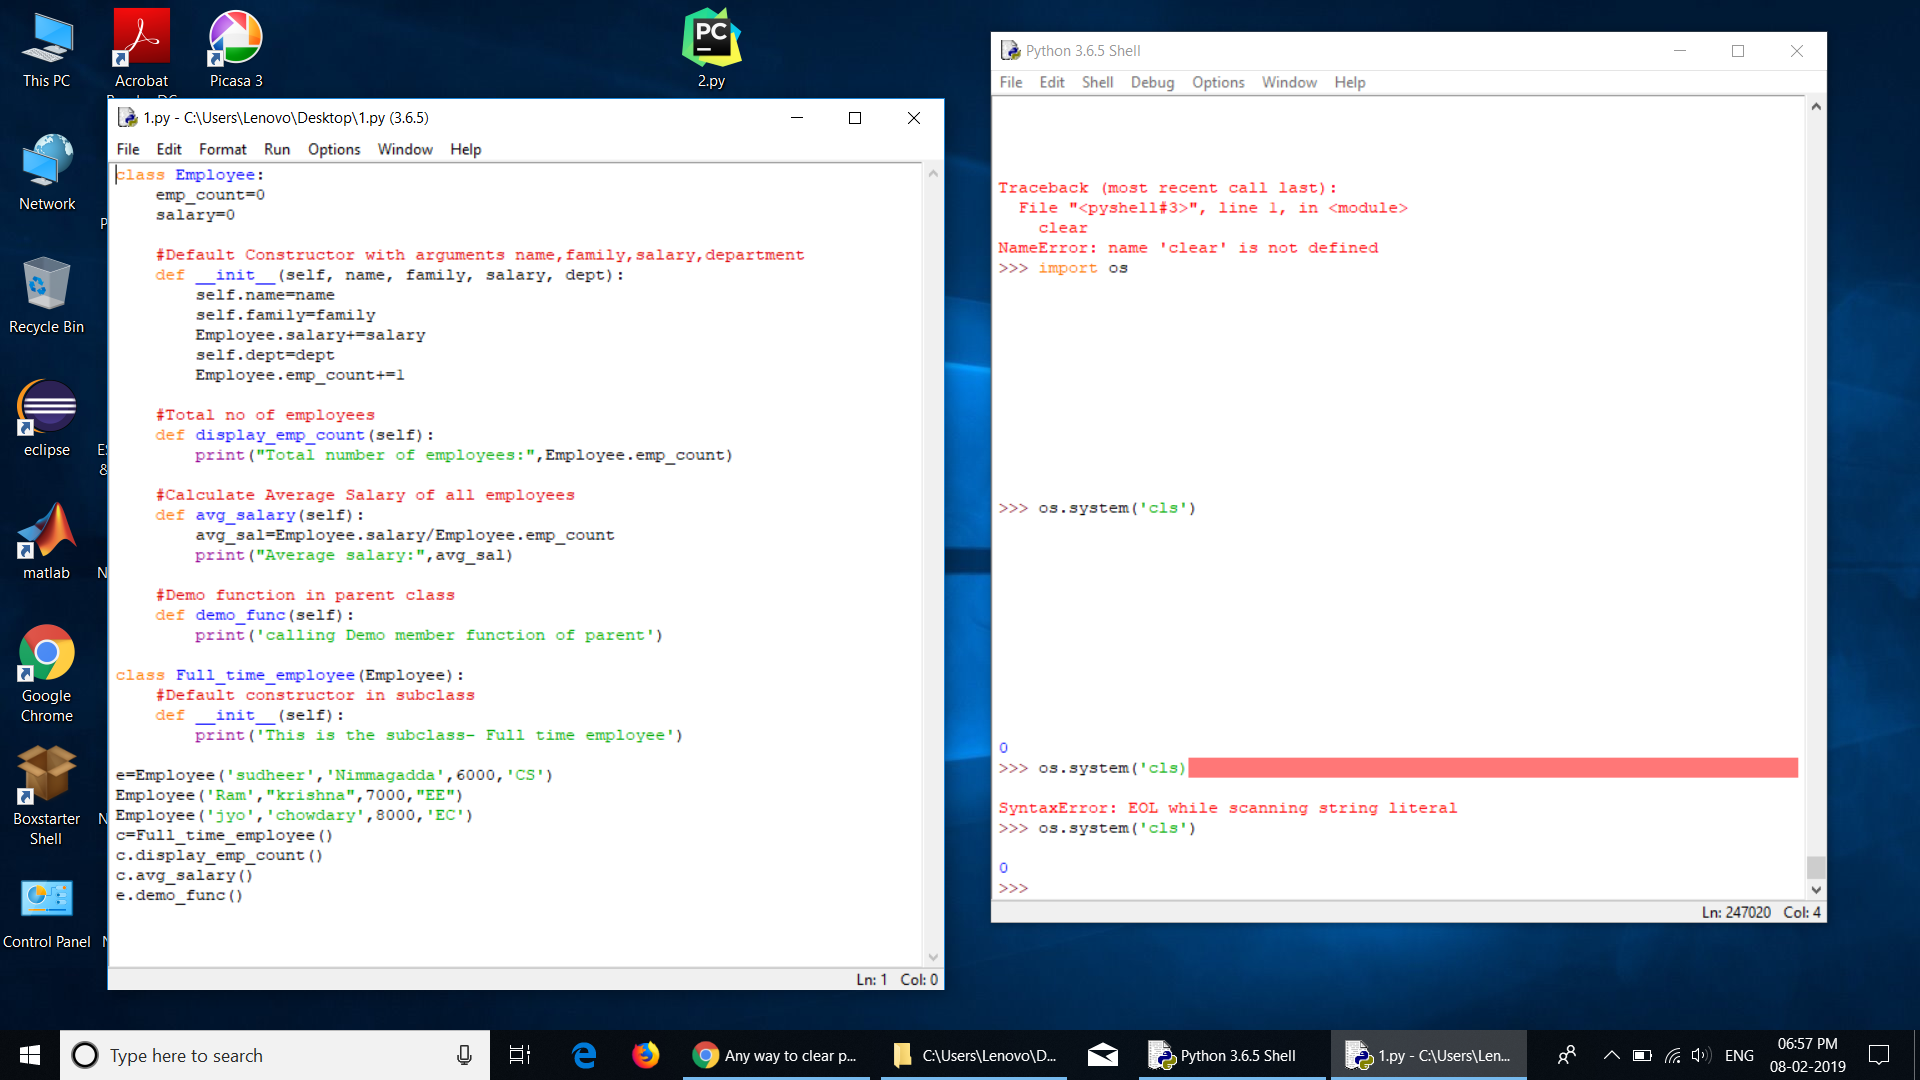 This PC
Acrobat
Picasa 3
2.py
Network
Recycle Bin
eclipse
matlab
Google
Chrome
Boxstarter
Shell
Control Panel
1.py - C:\Users\Lenovo\Desktop\1.py (3.6.5)
File Edit Format Run Options Window Help
class Employee:
    emp_count=0
    salary=0
    #Default Constructor with arguments name,family,salary,department
    def __init__(self, name, family, salary, dept):
        self.name=name
        self.family=family
        Employee.salary+=salary
        self.dept=dept
        Employee.emp_count+=1
    #Total no of employees
    def display_emp_count(self):
        print("Total number of employees:",Employee.emp_count)
    #Calculate Average Salary of all employees
    def avg_salary(self):
        avg_sal=Employee.salary/Employee.emp_count
        print("Average salary:",avg_sal)
    #Demo function in parent class
    def demo_func(self):
        print('calling Demo member function of parent')
class Full_time_employee(Employee):
    #Default constructor in subclass
    def __init__(self):
        print('This is the subclass- Full time employee')
e=Employee('sudheer','Nimmagadda',6000,'CS')
Employee('Ram',"krishna",7000,"EE")
Employee('jyo','chowdary',8000,'EC')
c=Full_time_employee()
c.display_emp_count()
c.avg_salary()
e.demo_func()
Ln: 1 Col: 0
Python 3.6.5 Shell
File Edit Shell Debug Options Window Help
Traceback (most recent call last):
  File "<pyshell#3>", line 1, in <module>
    clear
NameError: name 'clear' is not defined
>>> import os
>>> os.system('cls')
0
>>> os.system('cls)
SyntaxError: EOL while scanning string literal
>>> os.system('cls')
0
>>>
Ln: 247020 Col: 4
Type here to search
Any way to clear p...
C:\Users\Lenovo\D...
Python 3.6.5 Shell
1.py - C:\Users\Len...
ENG
06:57 PM
08-02-2019